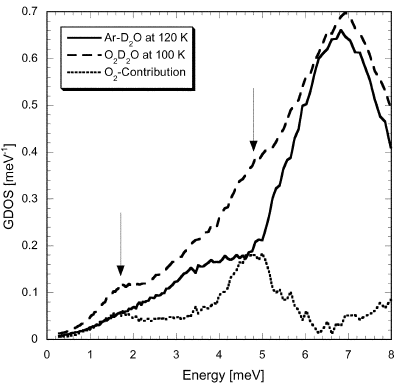 0.7
0.6
0.5
0.4
0.3
0.2
0.1
0
GDOS [meV⁻¹]
Ar-D₂O at 120 K
O₂D₂O at 100 K
O₂-Contribution
0 1 2 3 4 5 6 7 8
Energy [meV]